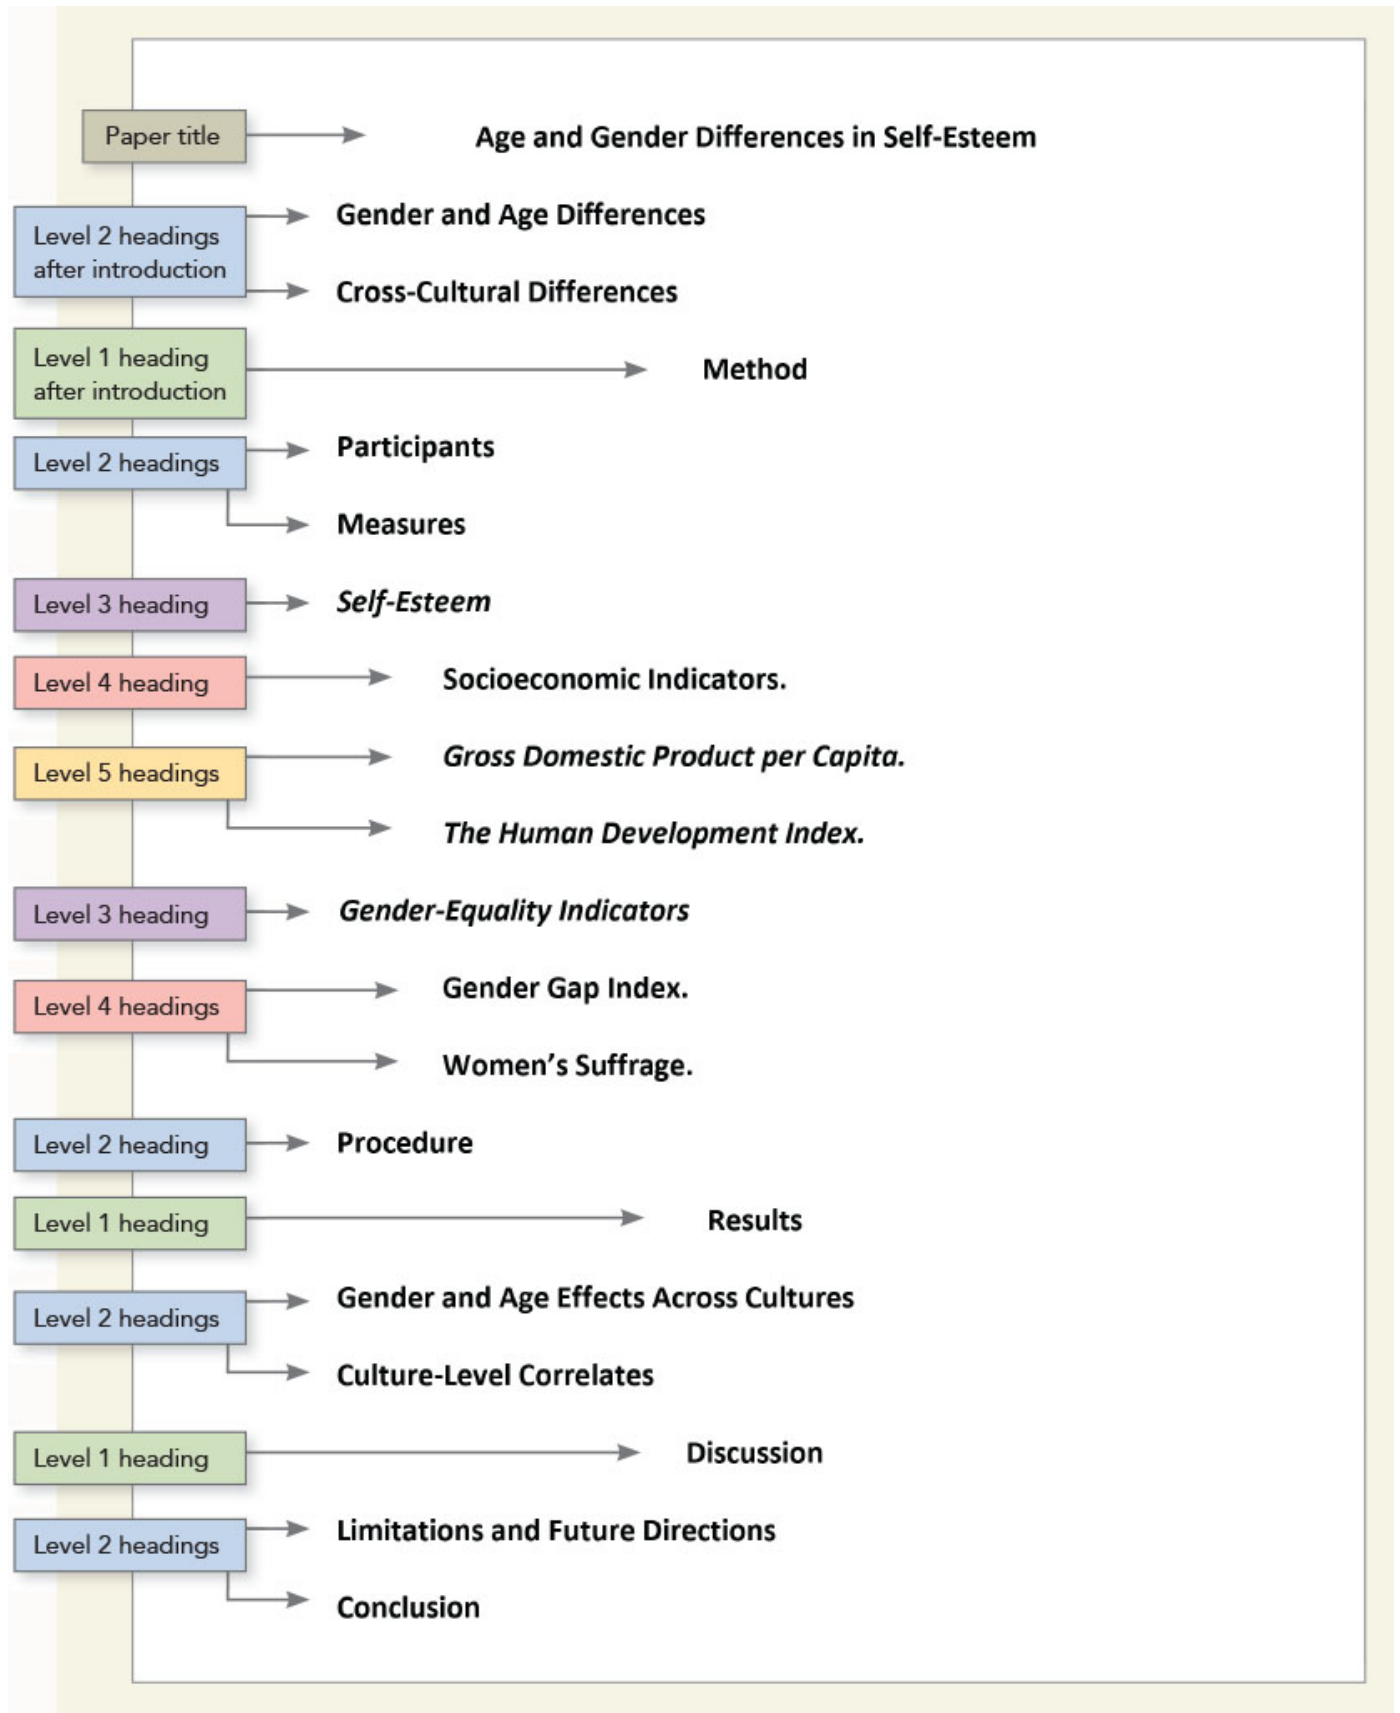 Paper title
Age and Gender Differences in Self-Esteem
Level 2 headings
after introduction
Gender and Age Differences
Cross-Cultural Differences
Level 1 heading
after introduction
Method
Level 2 headings
Participants
Measures
Level 3 heading
Self-Esteem
Level 4 heading
Socioeconomic Indicators.
Level 5 headings
Gross Domestic Product per Capita.
The Human Development Index.
Level 3 heading
Gender-Equality Indicators
Level 4 headings
Gender Gap Index.
Women’s Suffrage.
Level 2 heading
Procedure
Level 1 heading
Results
Level 2 headings
Gender and Age Effects Across Cultures
Culture-Level Correlates
Level 1 heading
Discussion
Level 2 headings
Limitations and Future Directions
Conclusion